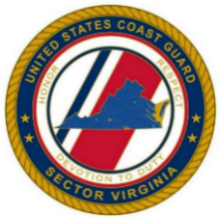 UNITED STATES COAST GUARD
HONOR
RESPECT
DEVOTION TO DUTY
SECTOR VIRGINIA